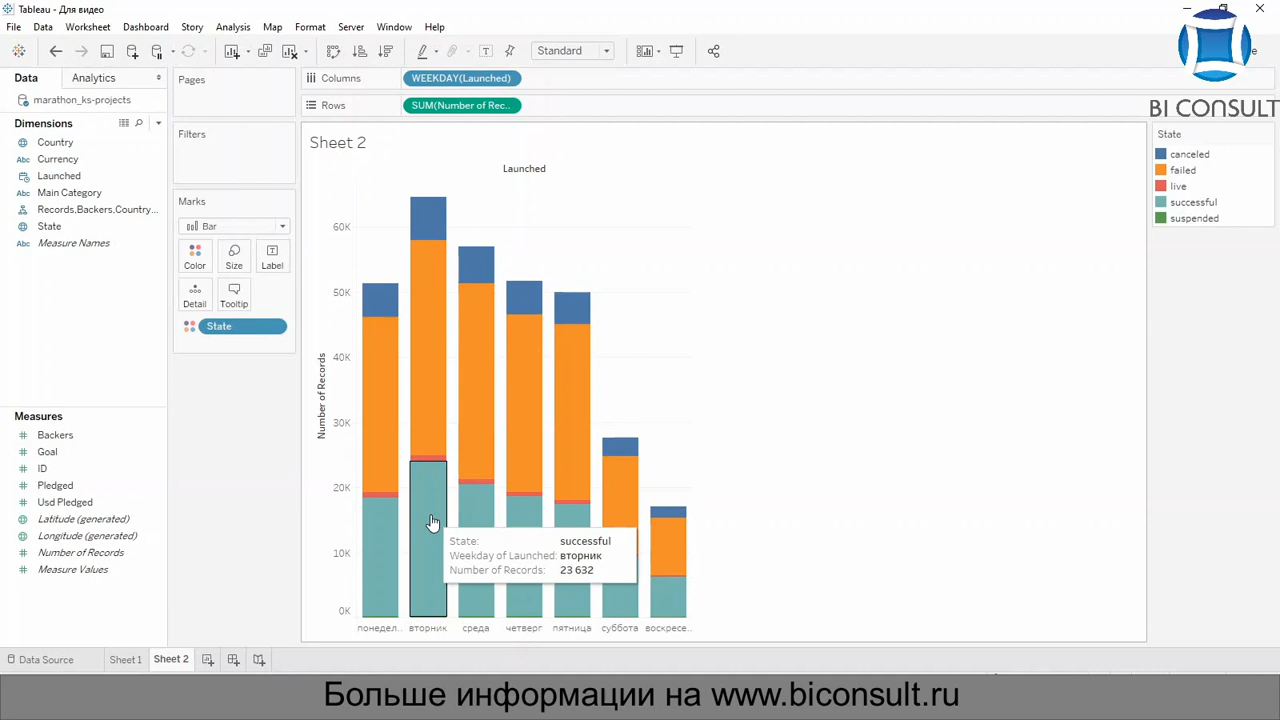 Tableau - Для видео
File Data Worksheet Dashboard Story Analysis Map Format Server Window Help
Standard
BI CONSULT
Data Analytics
marathon_ks-projects
Dimensions
Country
Currency
Launched
Main Category
Records,Backers,Country...
State
Measure Names
Measures
Backers
Goal
ID
Pledged
Usd Pledged
Latitude (generated)
Longitude (generated)
Number of Records
Measure Values
Pages
Filters
Marks
Bar
Color Size Label
Detail Tooltip
State
Columns WEEKDAY(Launched)
Rows SUM(Number of Rec..
Sheet 2
Launched
Number of Records
60K
50K
40K
30K
20K
10K
0K
понедел.. вторник среда четверг пятница суббота воскресе..
State: successful
Weekday of Launched: вторник
Number of Records: 23 632
State
canceled
failed
live
successful
suspended
Data Source Sheet 1 Sheet 2
Больше информации на www.biconsult.ru